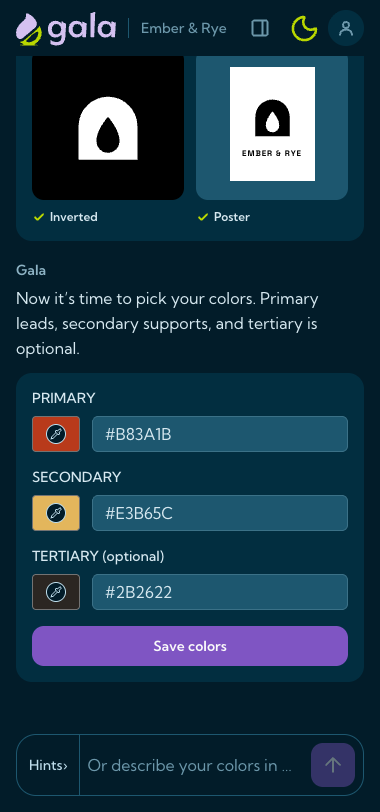 gala
Ember & Rye
EMBER & RYE
Inverted
Poster
Gala
Now it’s time to pick your colors. Primary
leads, secondary supports, and tertiary is
optional.
PRIMARY
#B83A1B
SECONDARY
#E3B65C
TERTIARY (optional)
#2B2622
Save colors
Hints›
Or describe your colors in ...